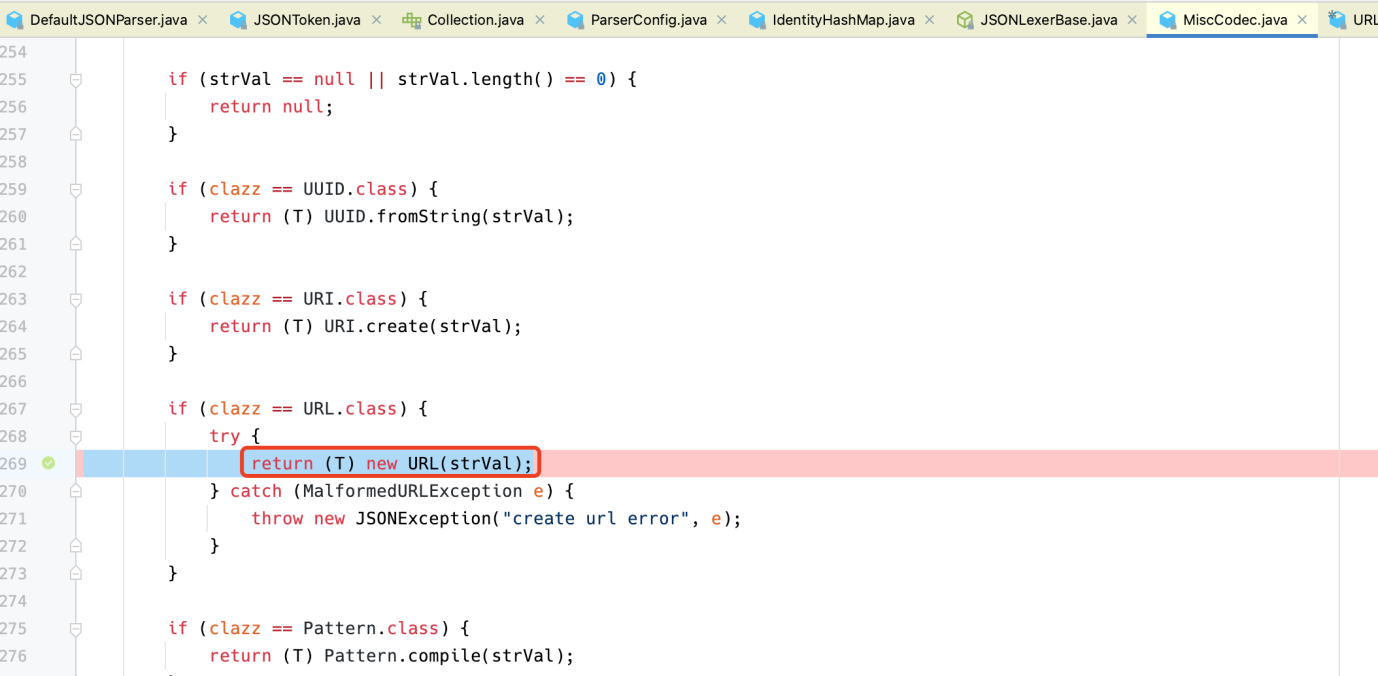 DefaultJSONParser.java × JSONToken.java × Collection.java × ParserConfig.java × IdentityHashMap.java × JSONLexerBase.java × MiscCodec.java × URL
254
255 if (strVal == null || strVal.length() == 0) {
256 return null;
257 }
258
259 if (clazz == UUID.class) {
260 return (T) UUID.fromString(strVal);
261 }
262
263 if (clazz == URI.class) {
264 return (T) URI.create(strVal);
265 }
266
267 if (clazz == URL.class) {
268 try {
269 return (T) new URL(strVal);
270 } catch (MalformedURLException e) {
271 throw new JSONException("create url error", e);
272 }
273 }
274
275 if (clazz == Pattern.class) {
276 return (T) Pattern.compile(strVal);